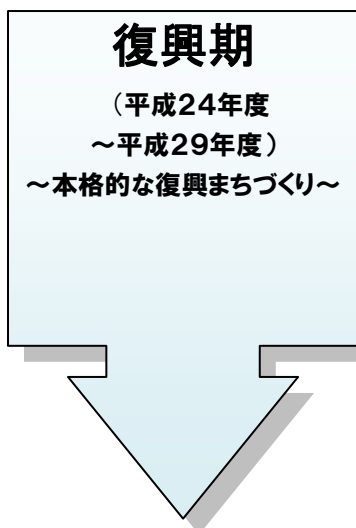 復興期
（平成２４年度
～平成２９年度）
～本格的な復興まちづくり～